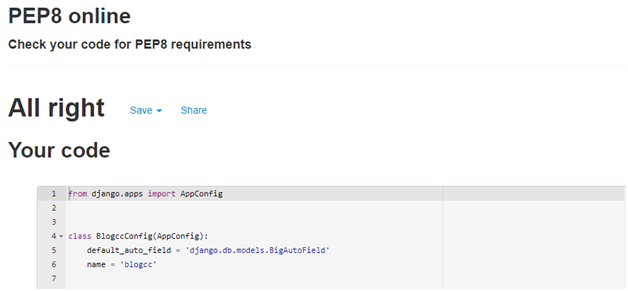 PEP8 online
Check your code for PEP8 requirements
All right Save Share
Your code
1 from django.apps import AppConfig
2
3
4 class BlogccConfig(AppConfig):
5 default_auto_field = 'django.db.models.BigAutoField'
6 name = 'blogcc'
7